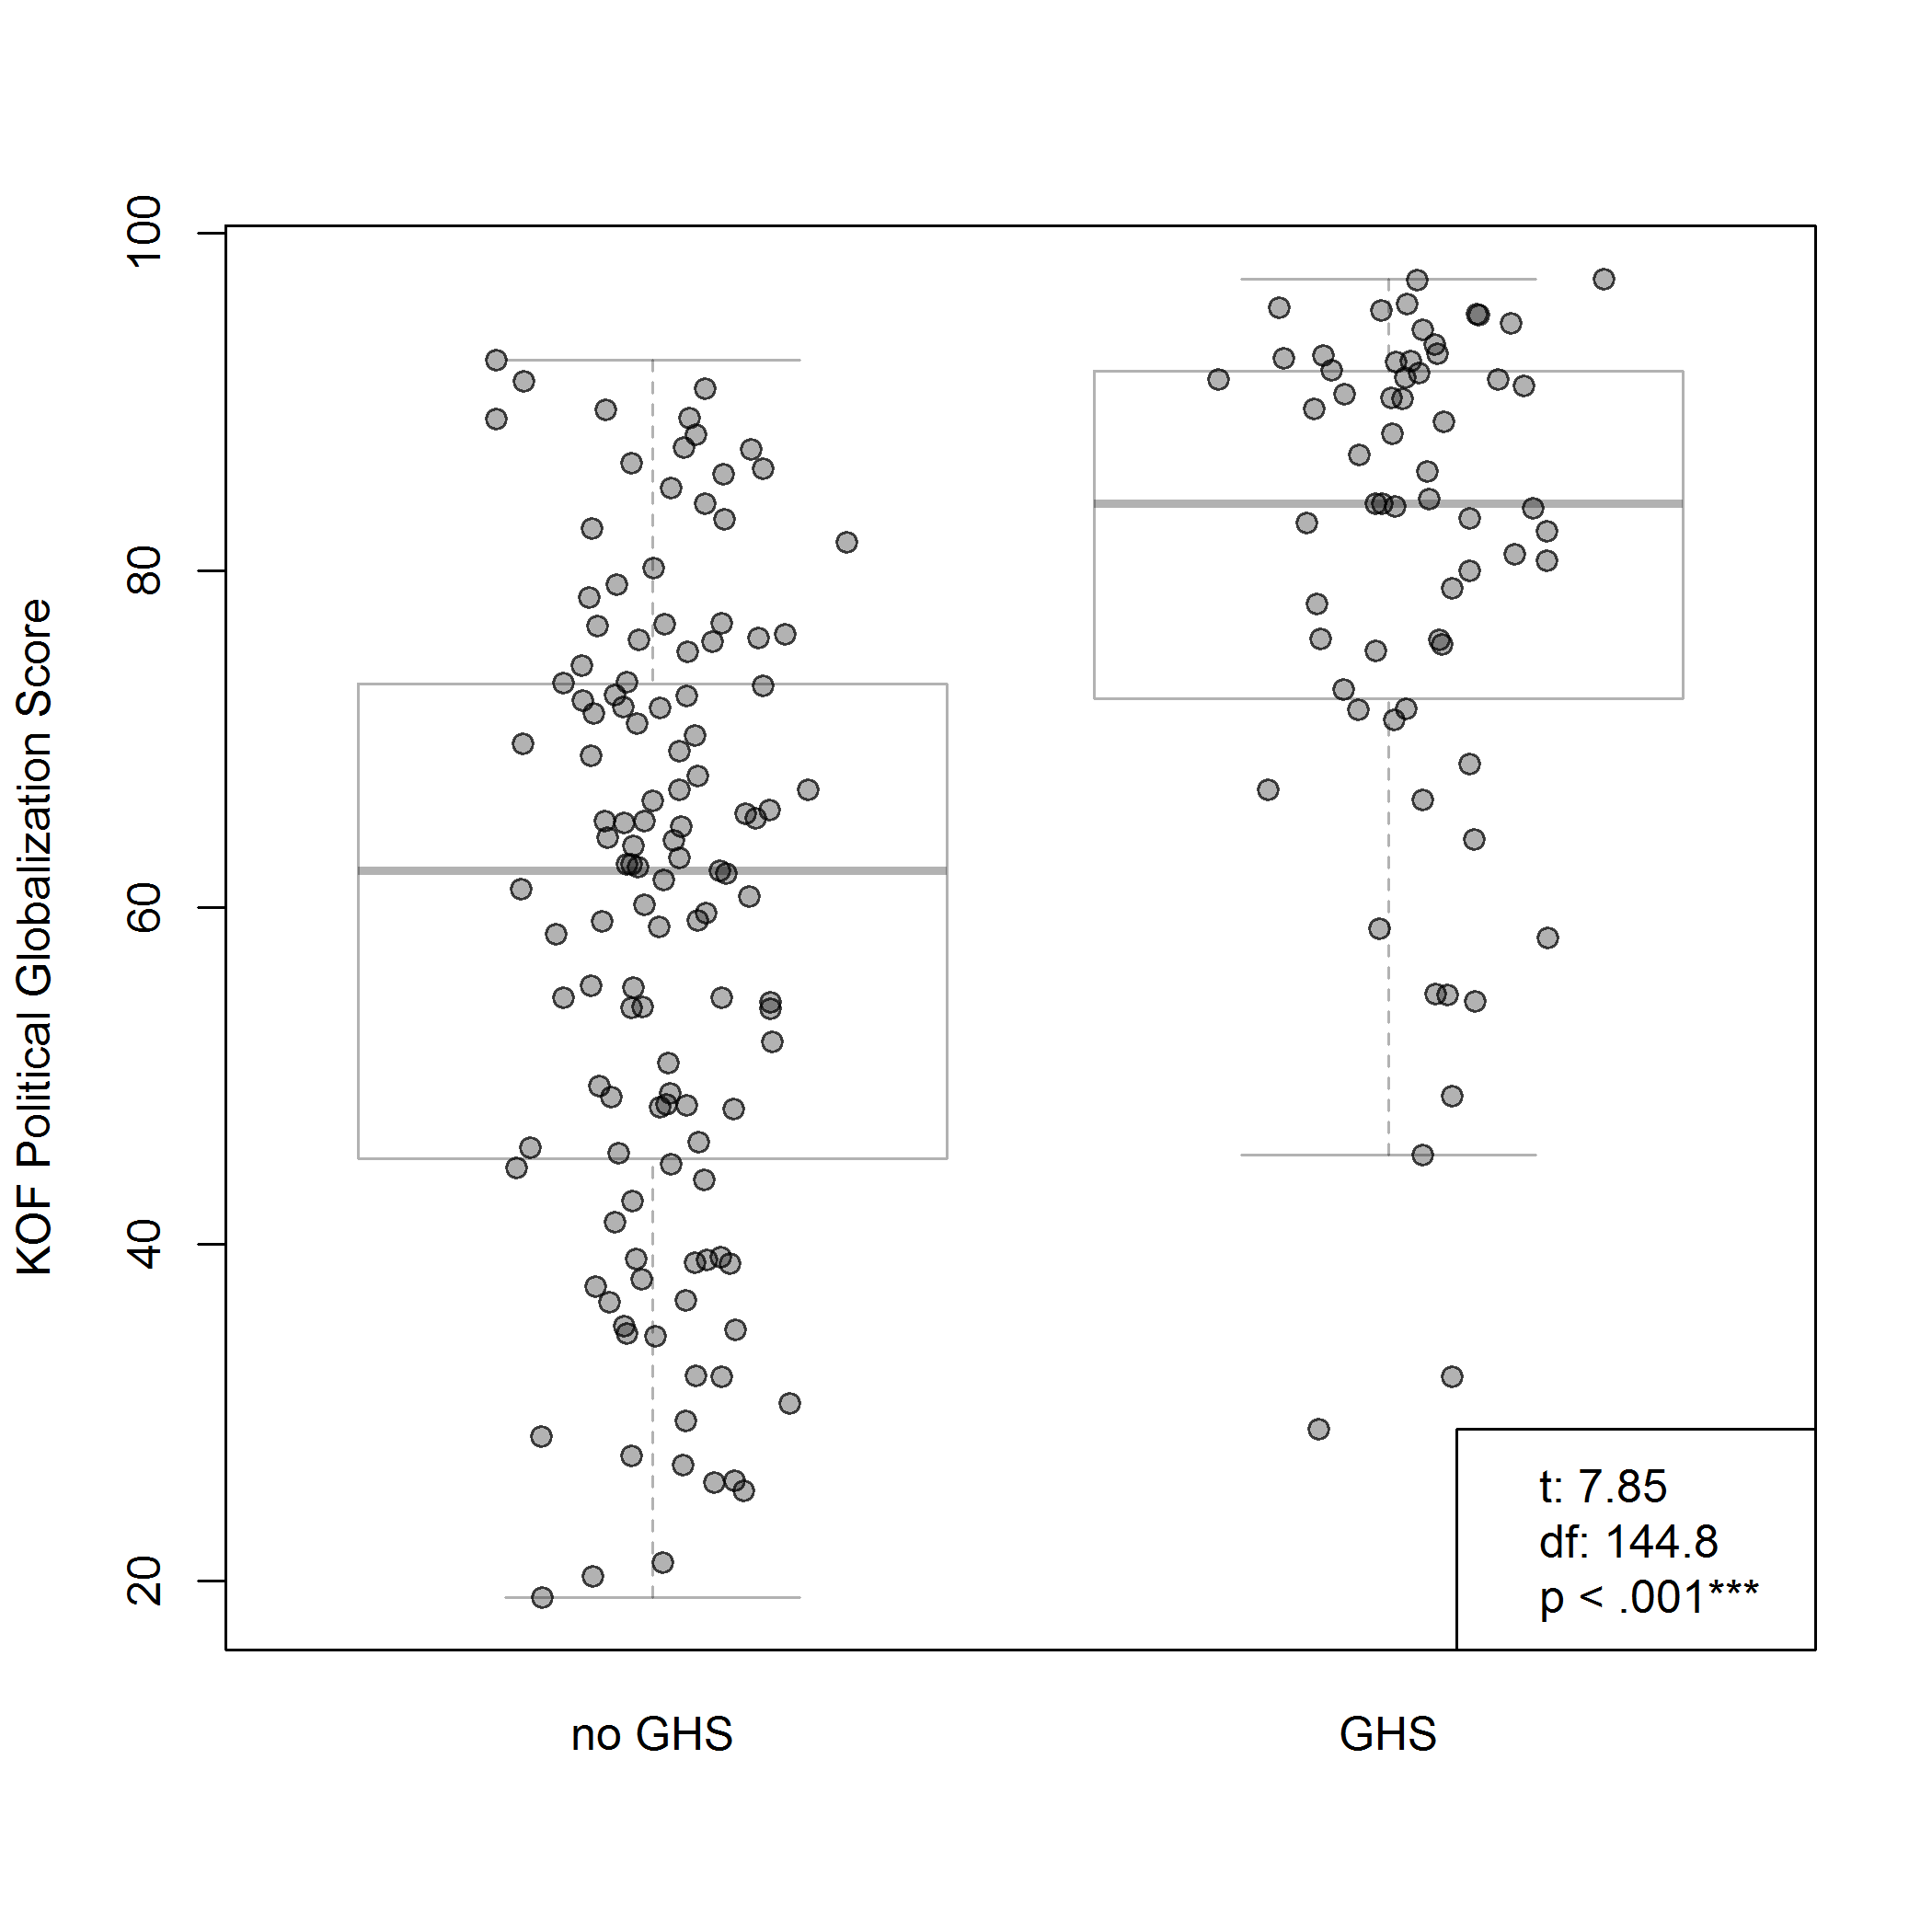 KOF Political Globalization Score
100
80
60
40
20
no GHS
GHS
t: 7.85
df: 144.8
p < .001***